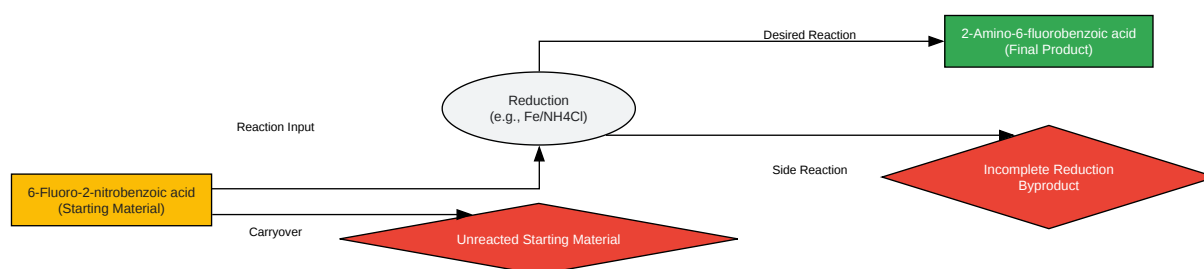 Desired Reaction
2-Amino-6-fluorobenzoic acid
(Final Product)
Reduction
(e.g., Fe/NH4Cl)
Reaction Input
Side Reaction
Incomplete Reduction
Byproduct
6-Fluoro-2-nitrobenzoic acid
(Starting Material)
Carryover
Unreacted Starting Material